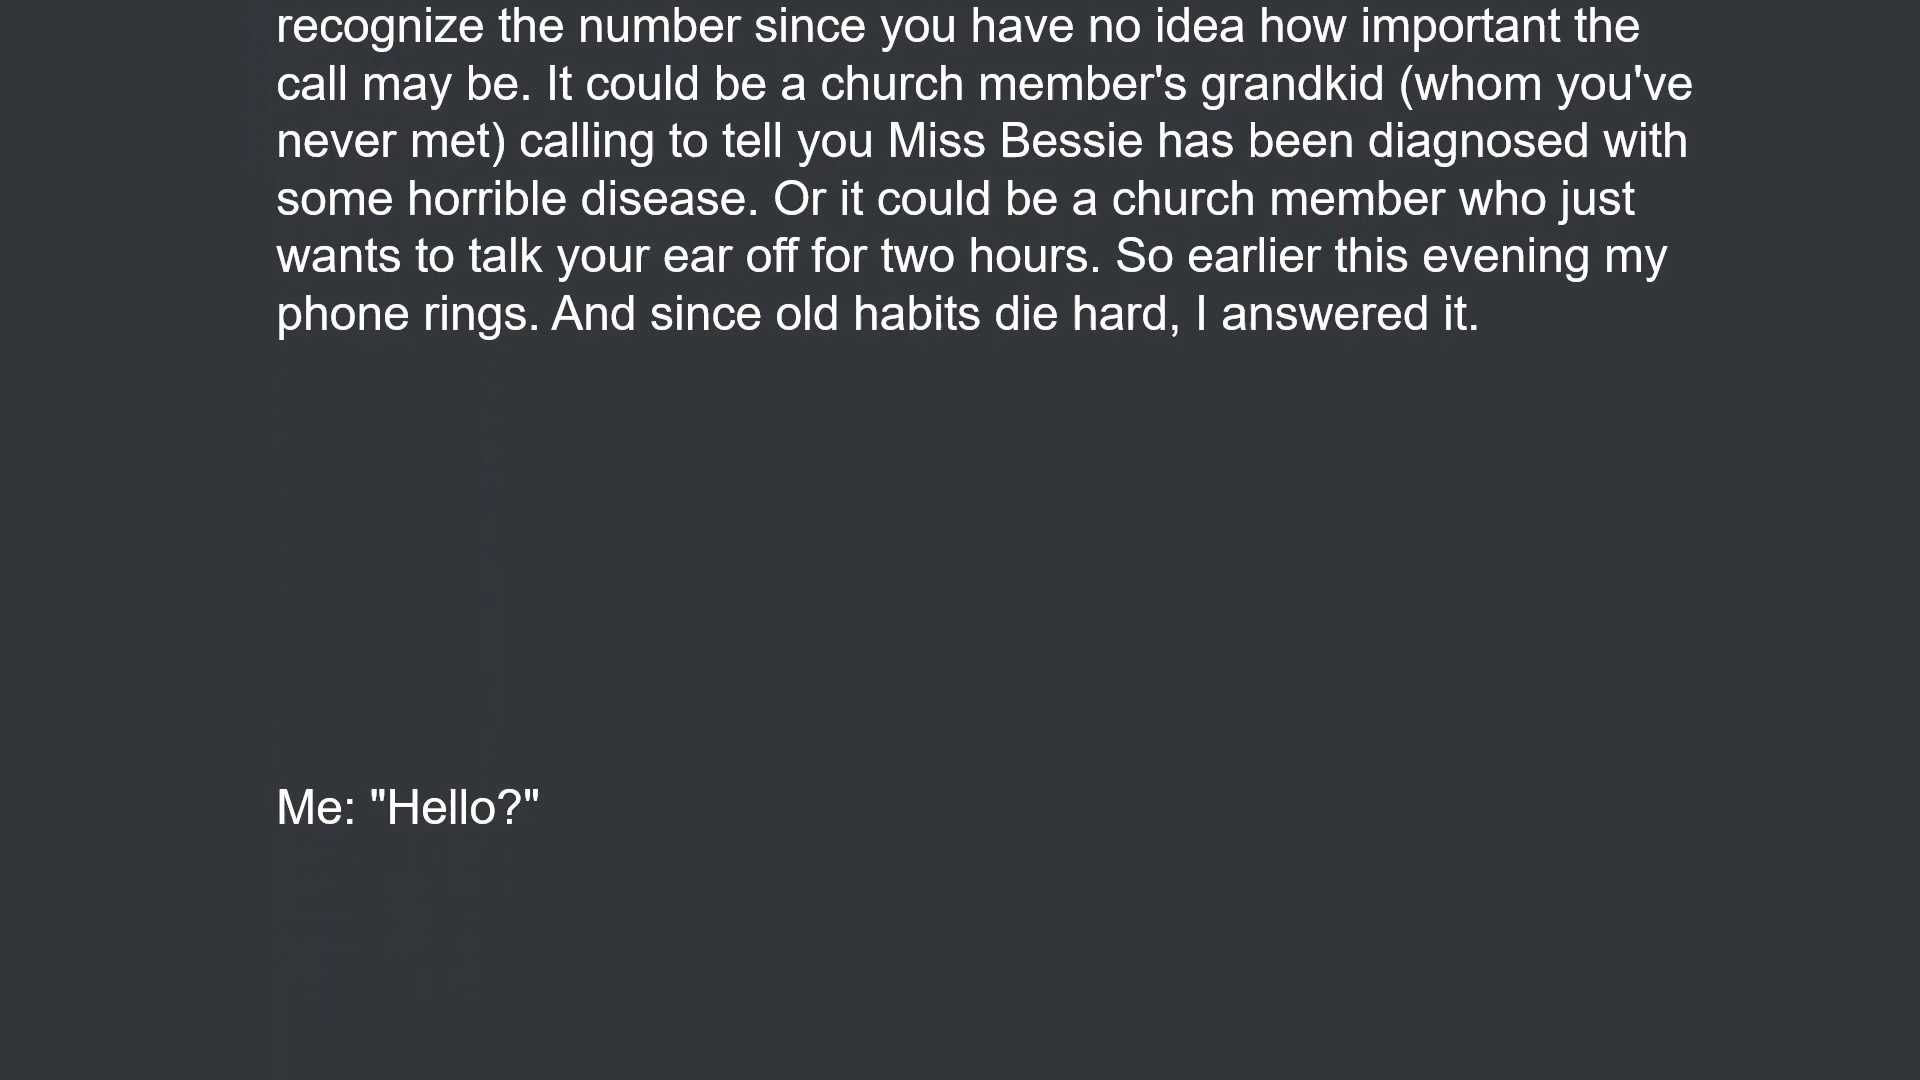 recognize the number since you have no idea how important the
call may be. It could be a church member's grandkid (whom you've
never met) calling to tell you Miss Bessie has been diagnosed with
some horrible disease. Or it could be a church member who just
wants to talk your ear off for two hours. So earlier this evening my
phone rings. And since old habits die hard, I answered it.
Me: "Hello?"